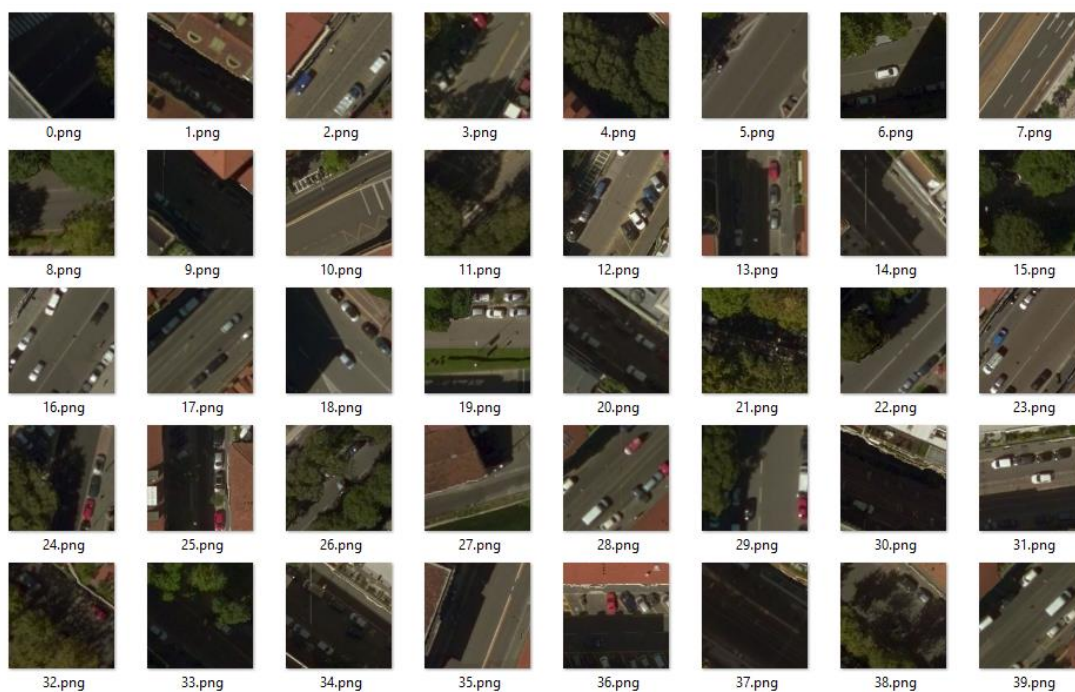 0.png 1.png 2.png 3.png 4.png 5.png 6.png 7.png
8.png 9.png 10.png 11.png 12.png 13.png 14.png 15.png
16.png 17.png 18.png 19.png 20.png 21.png 22.png 23.png
24.png 25.png 26.png 27.png 28.png 29.png 30.png 31.png
32.png 33.png 34.png 35.png 36.png 37.png 38.png 39.png